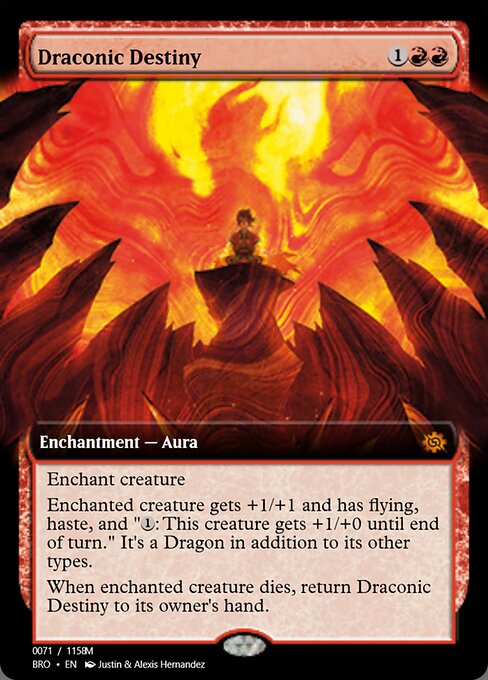 Draconic Destiny 1
Enchantment — Aura
Enchant creature
Enchanted creature gets +1/+1 and has flying,
haste, and "1: This creature gets +1/+0 until end
of turn." It's a Dragon in addition to its other
types.
When enchanted creature dies, return Draconic
Destiny to its owner's hand.
0071 / 1158M
BRO • EN Justin & Alexis Hernandez